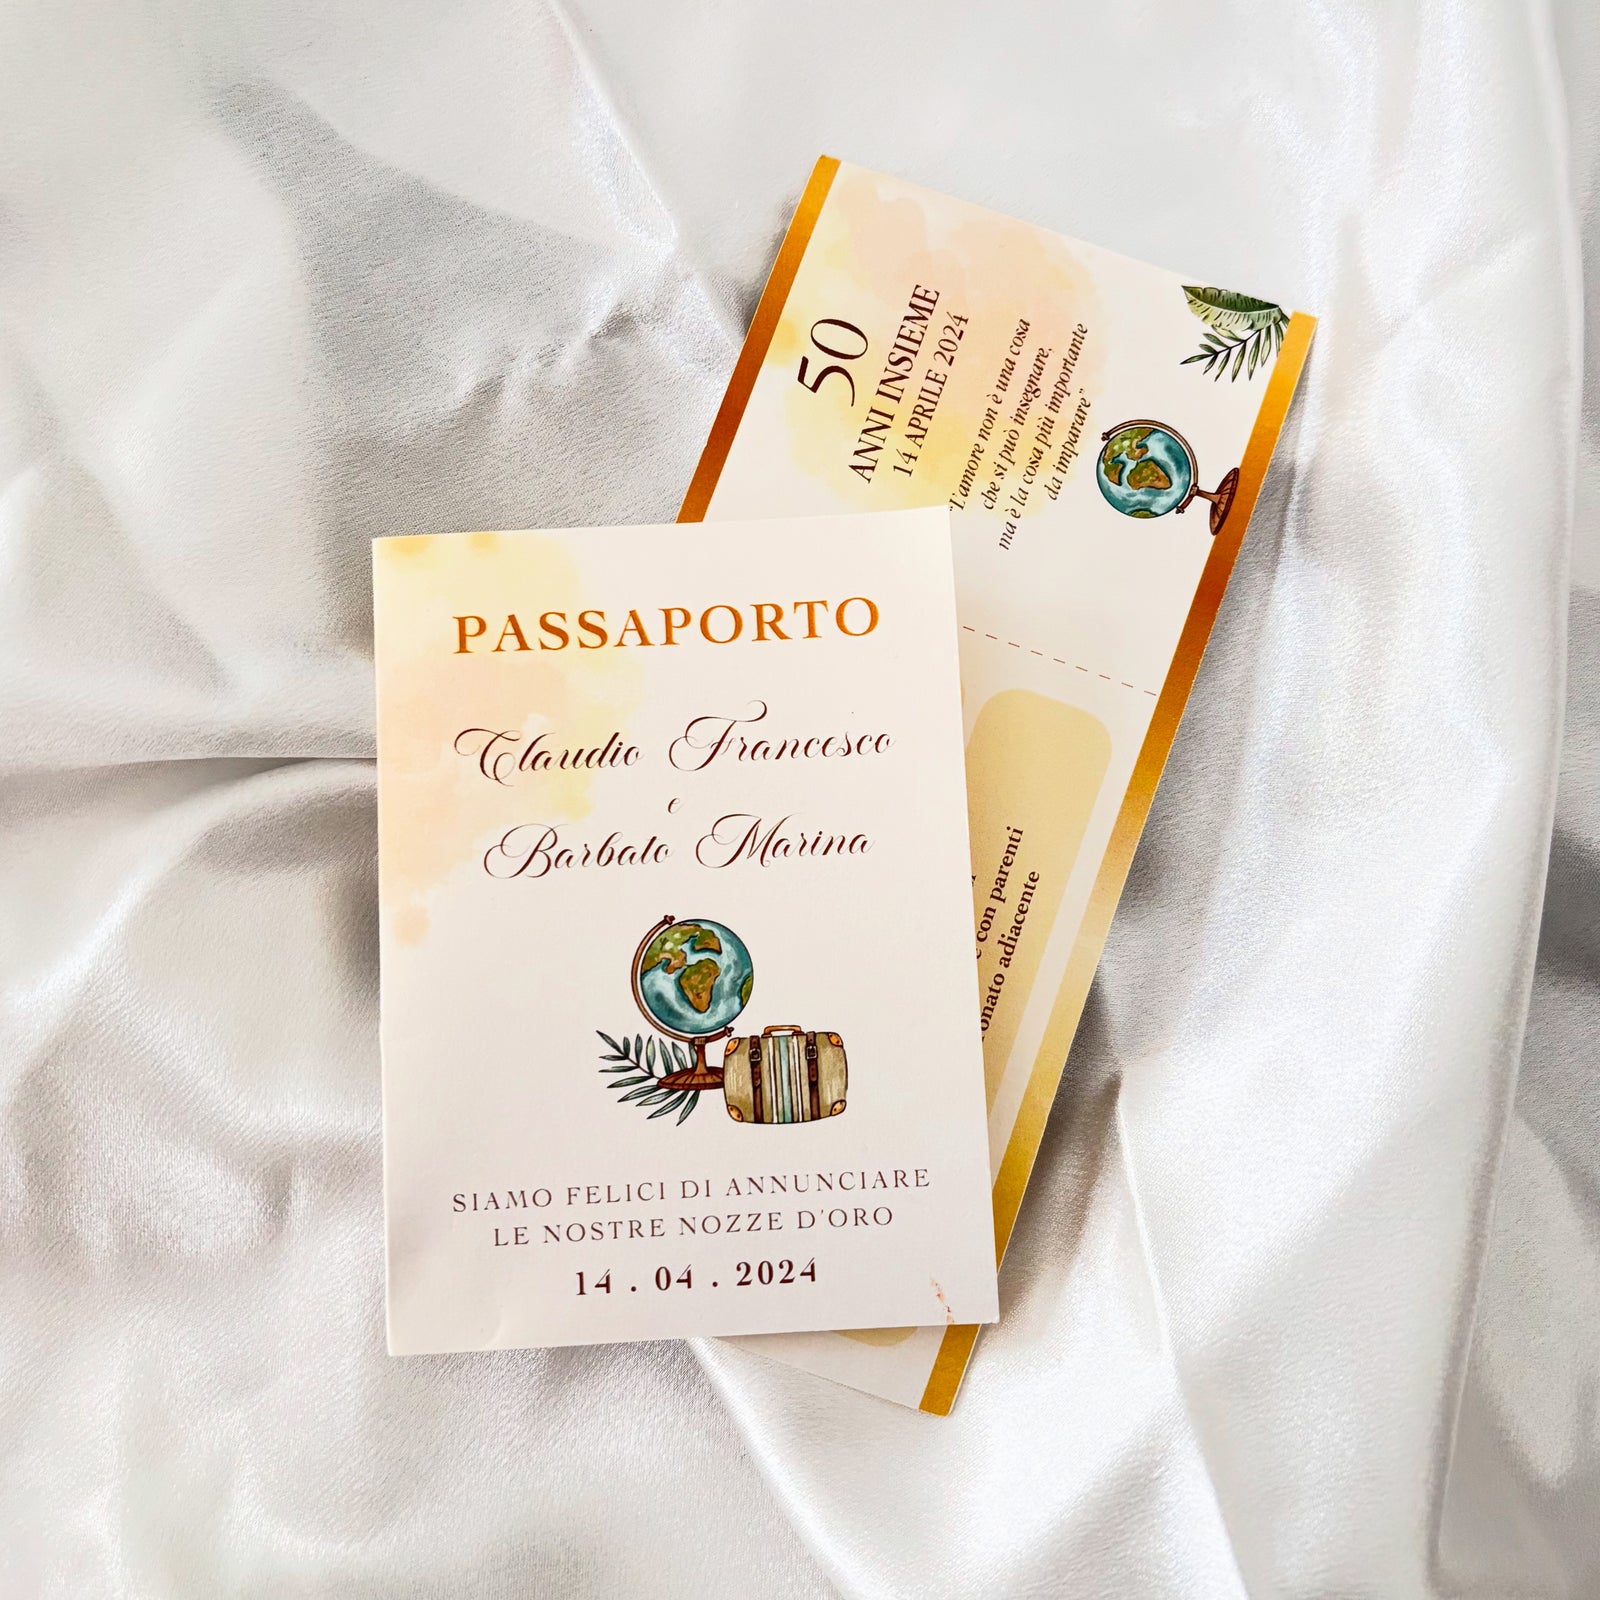 PASSAPORTO
Claudio Francesco
e
Barbato Marina
SIAMO FELICI DI ANNUNCIARE
LE NOSTRE NOZZE D'ORO
14 . 04 . 2024
50
ANNI INSIEME
14 APRILE 2024
"L'amore non è una cosa
che si può insegnare,
ma è la cosa più importante
da imparare"
con parenti
adiacente